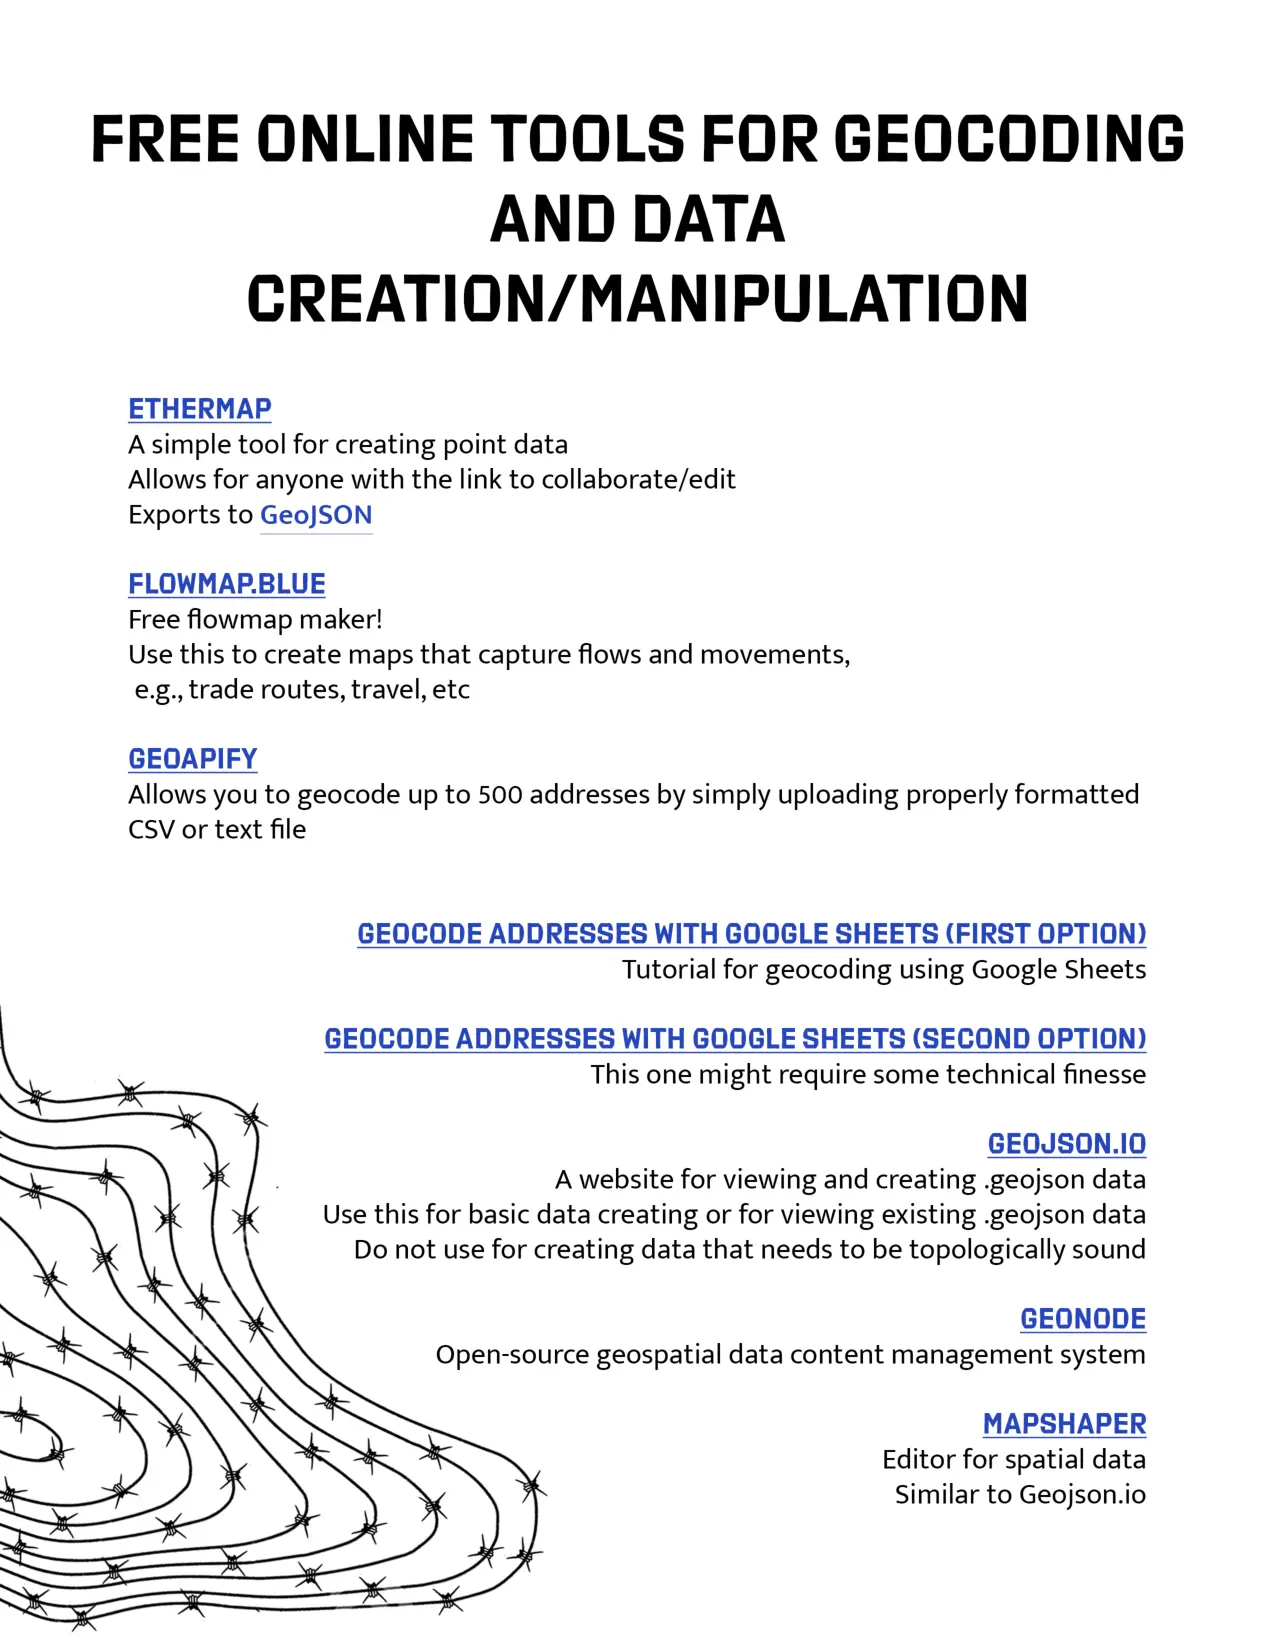 FREE ONLINE TOOLS FOR GEOCODING
AND DATA
CREATION/MANIPULATION
ETHERMAP
A simple tool for creating point data
Allows for anyone with the link to collaborate/edit
Exports to GeoJSON
FLOWMAP.BLUE
Free flowmap maker!
Use this to create maps that capture flows and movements,
e.g., trade routes, travel, etc
GEOAPIFY
Allows you to geocode up to 500 addresses by simply uploading properly formatted
CSV or text file
GEOCODE ADDRESSES WITH GOOGLE SHEETS (FIRST OPTION)
Tutorial for geocoding using Google Sheets
GEOCODE ADDRESSES WITH GOOGLE SHEETS (SECOND OPTION)
This one might require some technical finesse
GEOJSON.IO
A website for viewing and creating .geojson data
Use this for basic data creating or for viewing existing .geojson data
Do not use for creating data that needs to be topologically sound
GEONODE
Open-source geospatial data content management system
MAPSHAPER
Editor for spatial data
Similar to Geojson.io